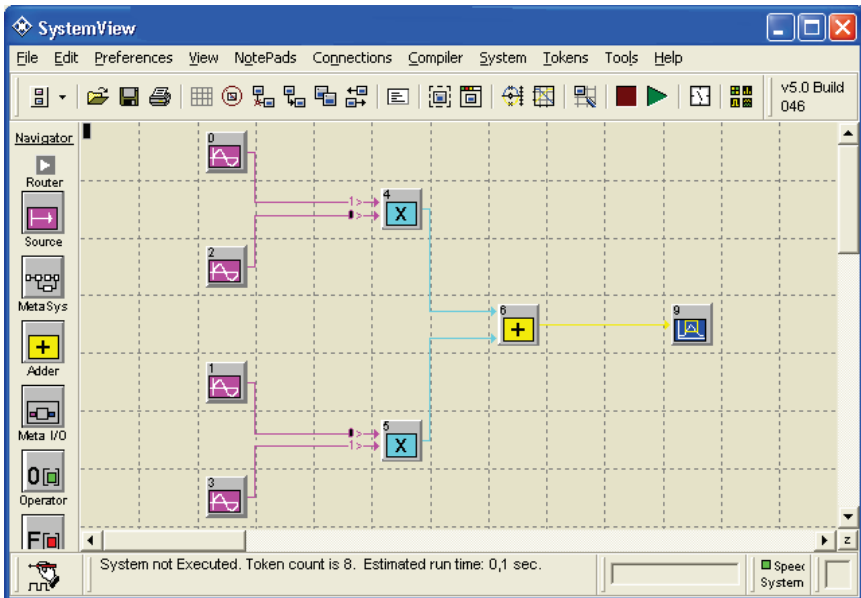 SystemView
File Edit Preferences View NotePads Connections Compiler System Tokens Tools Help
v5.0 Build
046
Navigator
Router
Source
MetaSys
Adder
Meta I/O
Operator
0
1>
4
X
2
6
+
9
1
5
X
1>
3
System not Executed. Token count is 8. Estimated run time: 0,1 sec.
System
z